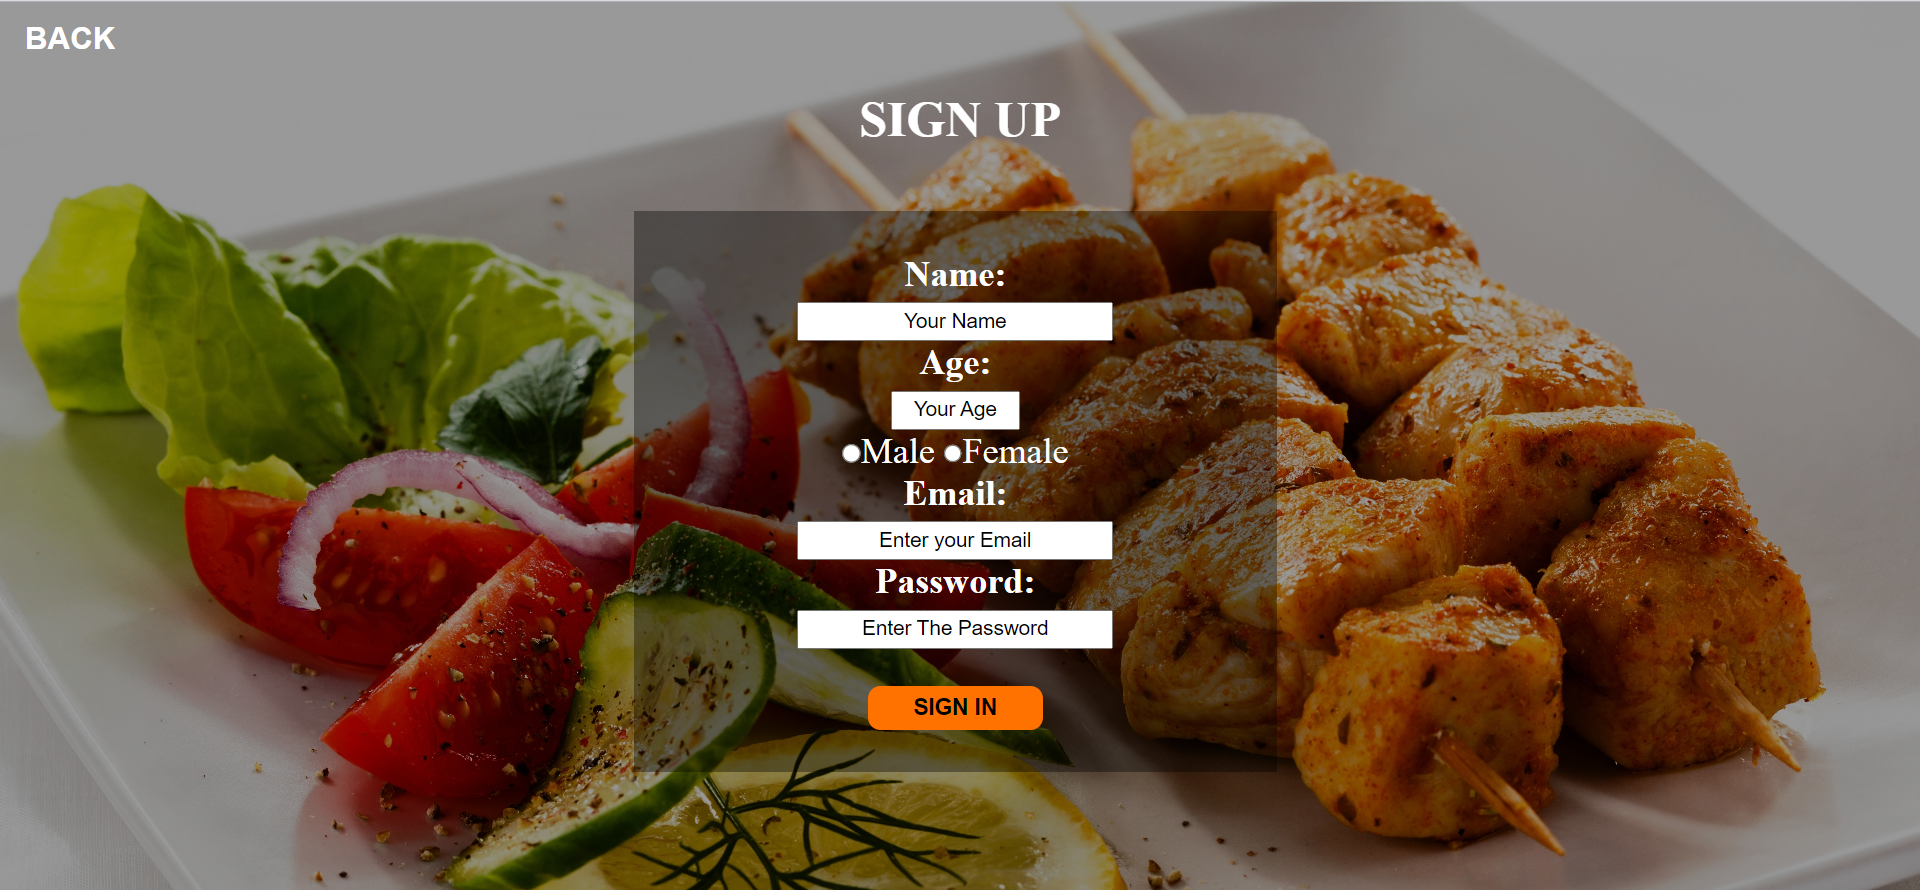 BACK
SIGN UP
Name:
Your Name
Age:
Your Age
Male Female
Email:
Enter your Email
Password:
Enter The Password
SIGN IN